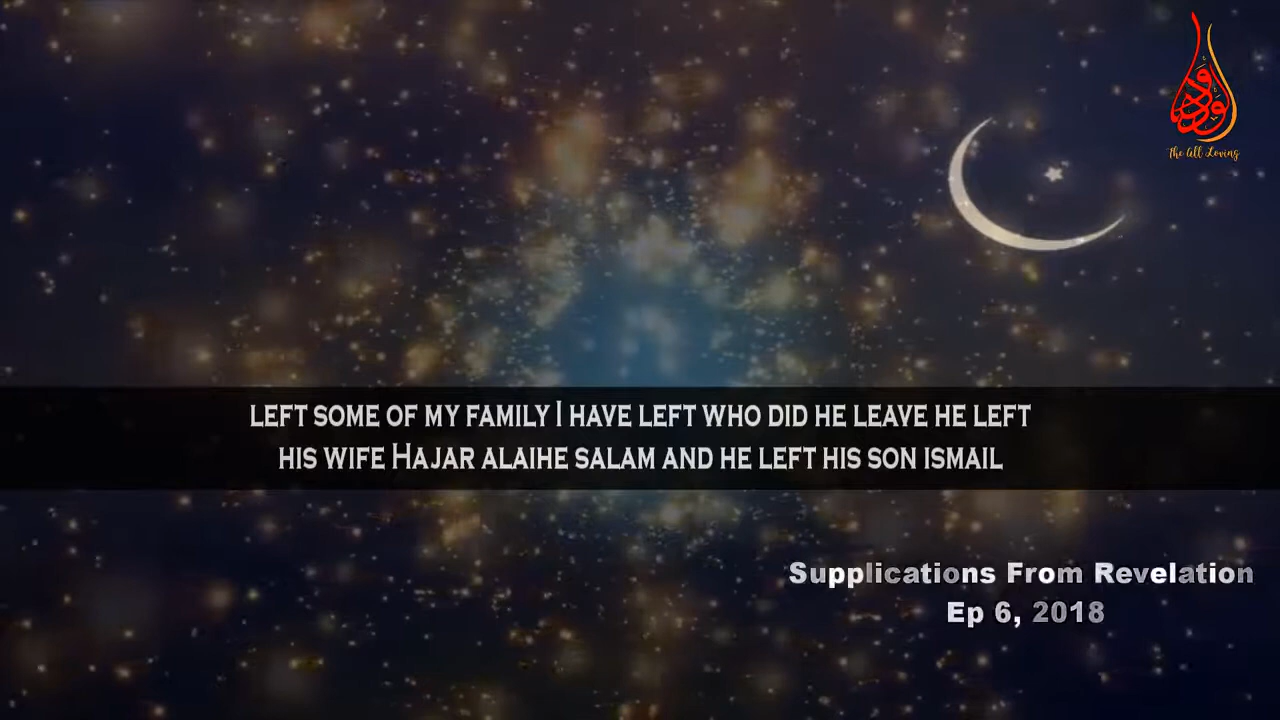 الودود
The All Loving
LEFT SOME OF MY FAMILY I HAVE LEFT WHO DID HE LEAVE HE LEFT
HIS WIFE HAJAR ALAIHE SALAM AND HE LEFT HIS SON ISMAIL
Supplications From Revelation
Ep 6, 2018